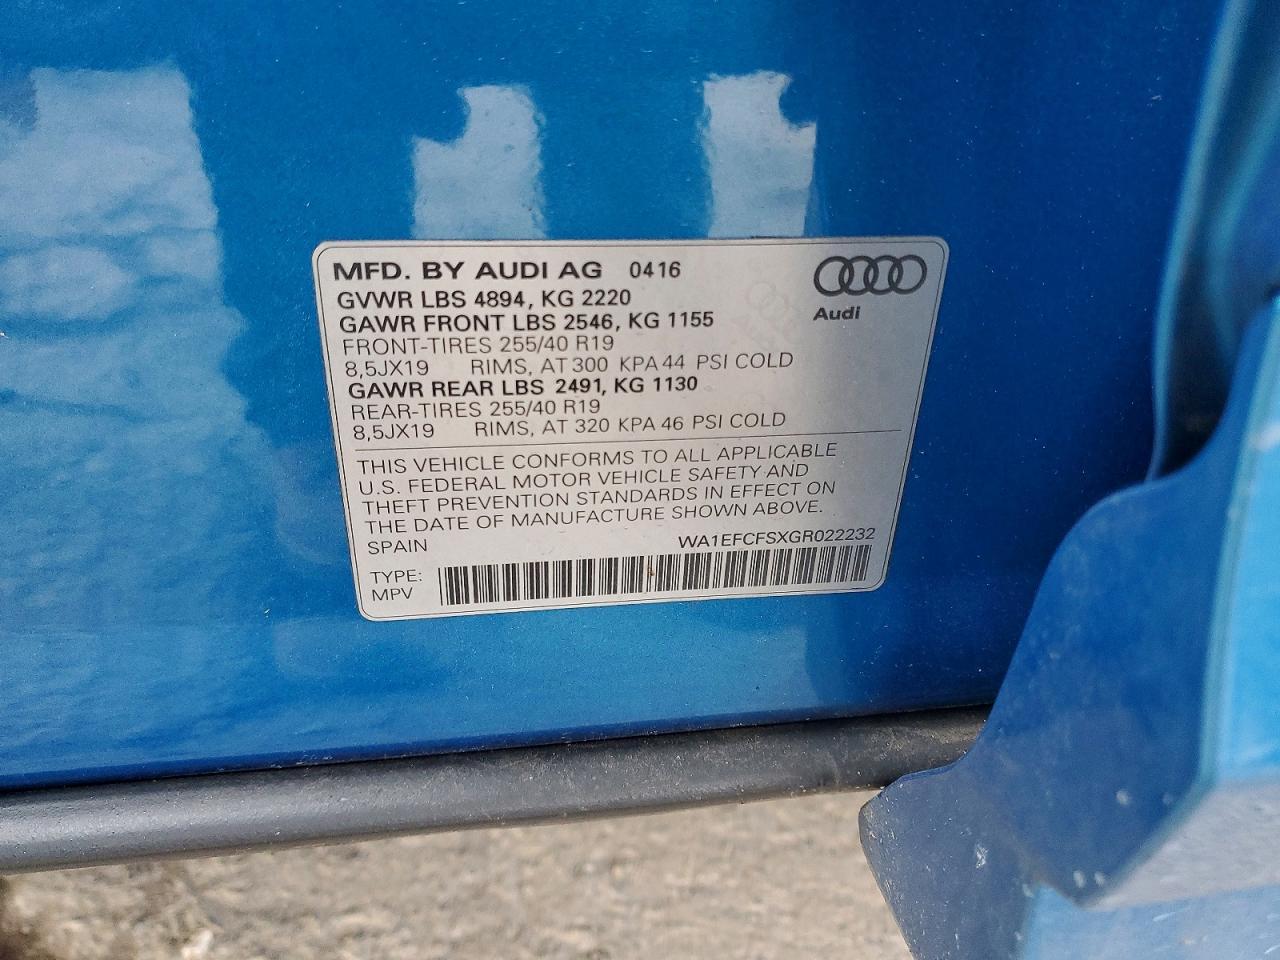 MFD. BY AUDI AG 0416
GVWR LBS 4894, KG 2220
GAWR FRONT LBS 2546, KG 1155
FRONT-TIRES 255/40 R19
8,5JX19 RIMS, AT 300 KPA 44 PSI COLD
GAWR REAR LBS 2491, KG 1130
REAR-TIRES 255/40 R19
8,5JX19 RIMS, AT 320 KPA 46 PSI COLD
Audi
THIS VEHICLE CONFORMS TO ALL APPLICABLE
U.S. FEDERAL MOTOR VEHICLE SAFETY AND
THEFT PREVENTION STANDARDS IN EFFECT ON
THE DATE OF MANUFACTURE SHOWN ABOVE.
SPAIN WA1EFCFSXGR022232
TYPE:
MPV